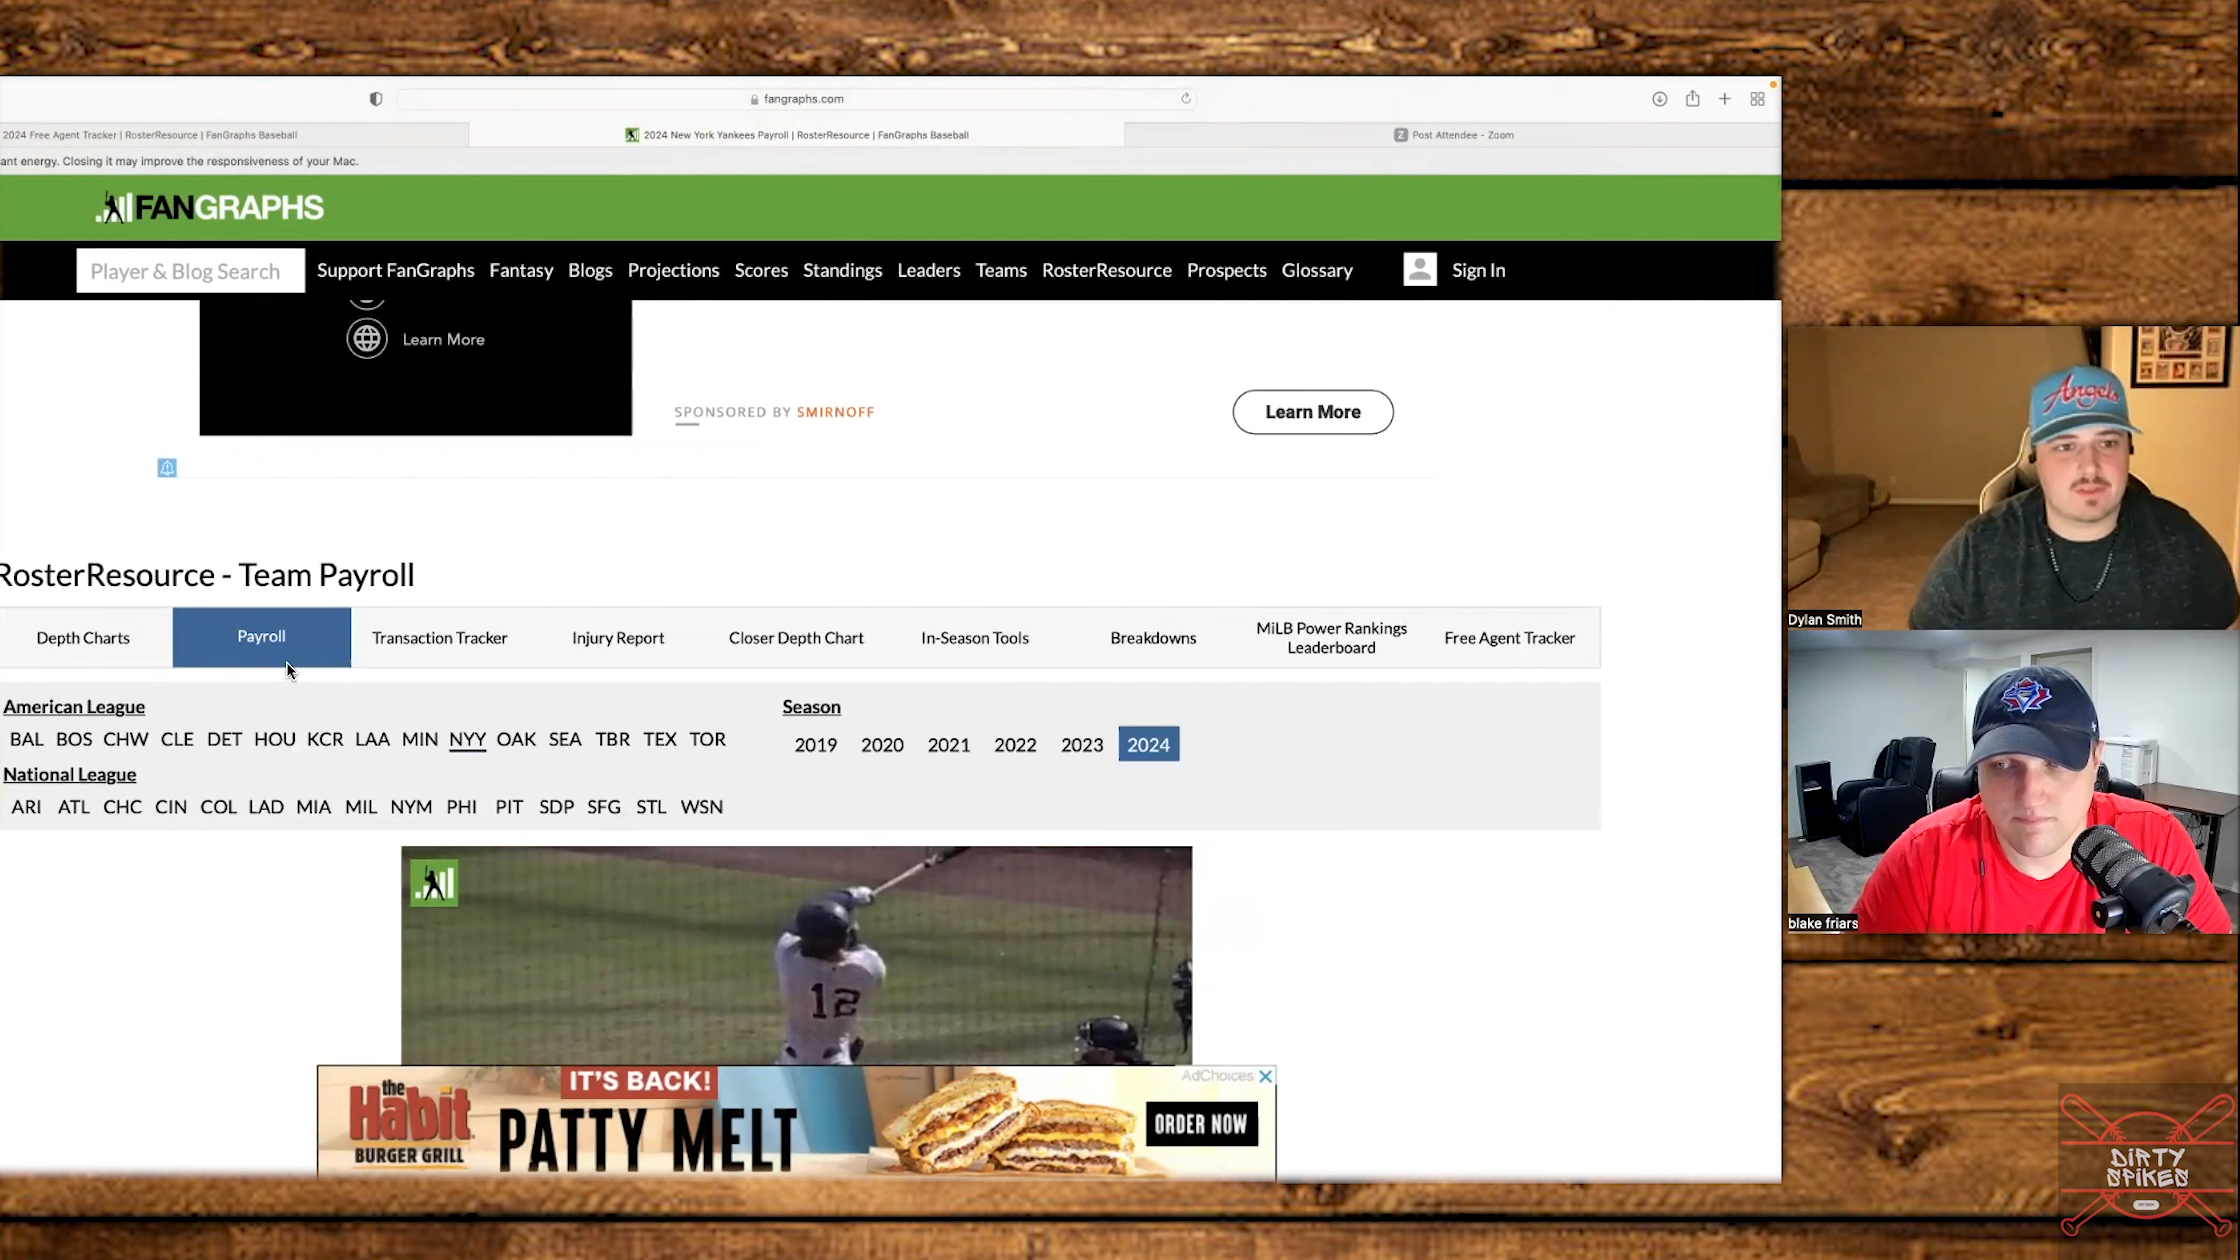 fangraphs.com
2024 Free Agent Tracker | RosterResource | FanGraphs Baseball
2024 New York Yankees Payroll | RosterResource | FanGraphs Baseball
Z Post Attendee - Zoom
ant energy. Closing it may improve the responsiveness of your Mac.
FANGRAPHS
Player & Blog Search
Support FanGraphs Fantasy Blogs Projections Scores Standings Leaders Teams RosterResource Prospects Glossary Sign In
Learn More
SPONSORED BY SMIRNOFF
Learn More
Angels
RosterResource - Team Payroll
Dylan Smith
Depth Charts
Payroll
Transaction Tracker
Injury Report
Closer Depth Chart
In-Season Tools
Breakdowns
MiLB Power Rankings
Leaderboard
Free Agent Tracker
American League
BAL BOS CHW CLE DET HOU KCR LAA MIN NYY OAK SEA TBR TEX TOR
National League
ARI ATL CHC CIN COL LAD MIA MIL NYM PHI PIT SDP SFG STL WSN
Season
2019 2020 2021 2022 2023 2024
12
blake friars
the
Habit
BURGER GRILL
IT'S BACK!
PATTY MELT
AdChoices
ORDER NOW
DIRTY
SPIKES